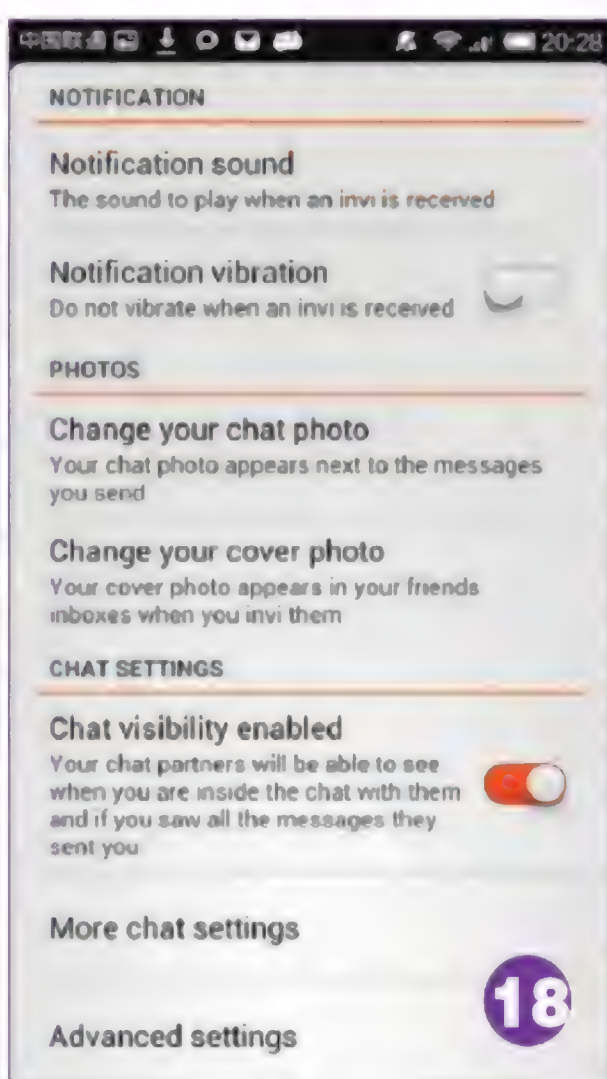 中国联通 20:28
NOTIFICATION
Notification sound
The sound to play when an invi is received
Notification vibration
Do not vibrate when an invi is received
PHOTOS
Change your chat photo
Your chat photo appears next to the messages
you send
Change your cover photo
Your cover photo appears in your friends
inboxes when you invi them
CHAT SETTINGS
Chat visibility enabled
Your chat partners will be able to see
when you are inside the chat with them
and if you saw all the messages they
sent you
More chat settings
18
Advanced settings